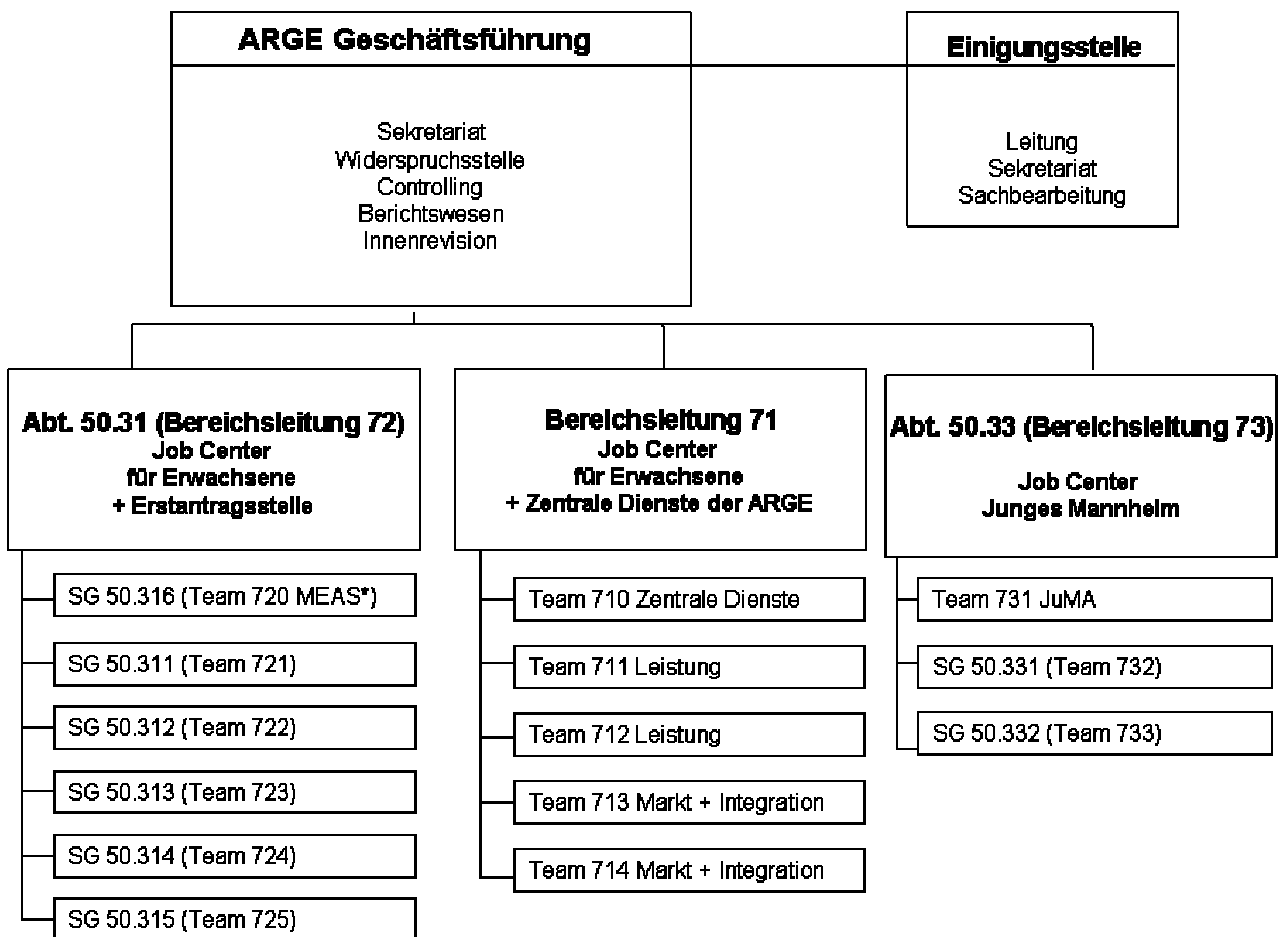 ARGE Geschäftsführung
Sekretariat
Widerspruchsstelle
Controlling
Berichtswesen
Innenrevision
Einigungsstelle
Leitung
Sekretariat
Sachbearbeitung
Abt. 50.31 (Bereichsleitung 72)
Job Center
für Erwachsene
+ Erstantragsstelle
SG 50.316 (Team 720 MEAS*)
SG 50.311 (Team 721)
SG 50.312 (Team 722)
SG 50.313 (Team 723)
SG 50.314 (Team 724)
SG 50.315 (Team 725)
Bereichsleitung 71
Job Center
für Erwachsene
+ Zentrale Dienste der ARGE
Team 710 Zentrale Dienste
Team 711 Leistung
Team 712 Leistung
Team 713 Markt + Integration
Team 714 Markt + Integration
Abt. 50.33 (Bereichsleitung 73)
Job Center
Junges Mannheim
Team 731 JuMA
SG 50.331 (Team 732)
SG 50.332 (Team 733)